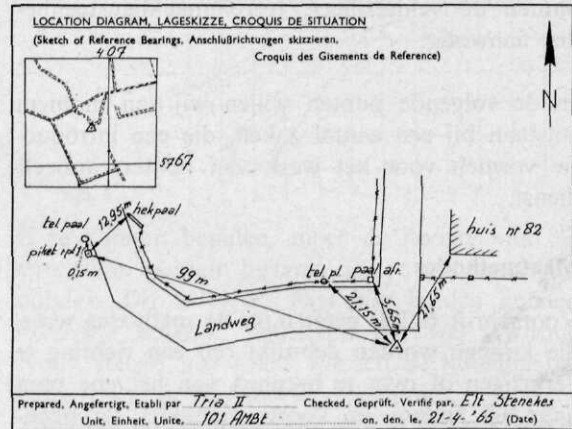 LOCATION DIAGRAM, LAGESKIZZE, CROQUIS DE SITUATION
(Sketch of Reference Bearings, Anschlußrichtungen skizzieren,
Croquis des Gisements de Reference)
407
N
5767
12,95m
hekpaal
tel paal
piket
0,15m
99m
huis nr 82
tel pl
paal afr.
21,15m
5,65m
21,65m
Landweg
Prepared, Angefertigt, Etabli par Tria II Checked, Geprüft, Verifié par, Elt Stenekes
Unit, Einheit, Unite, 101 AMBt on, den, le, 21-4-'65 (Date)